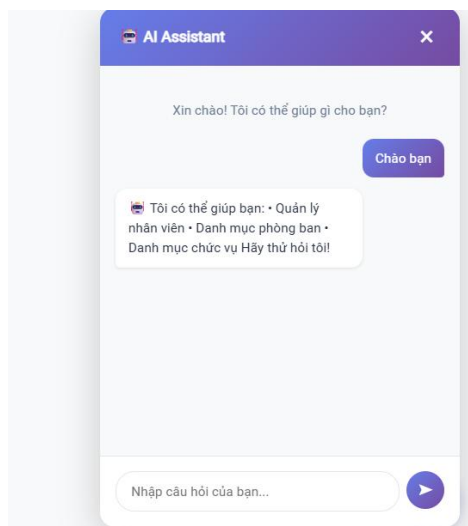 AI Assistant
Xin chào! Tôi có thể giúp gì cho bạn?
Chào bạn
Tôi có thể giúp bạn: • Quản lý
nhân viên • Danh mục phòng ban •
Danh mục chức vụ Hãy thử hỏi tôi!
Nhập câu hỏi của bạn...